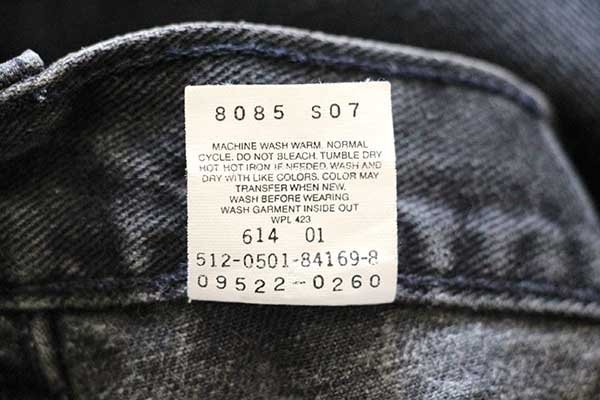 8085 S07
MACHINE WASH WARM. NORMAL
CYCLE. DO NOT BLEACH. TUMBLE DRY
HOT HOT IRON IF NEEDED. WASH AND
DRY WITH LIKE COLORS. COLOR MAY
TRANSFER WHEN NEW.
WASH BEFORE WEARING
WASH GARMENT INSIDE OUT
WPL 423
614 01
512-0501-84169-8
09522-0260